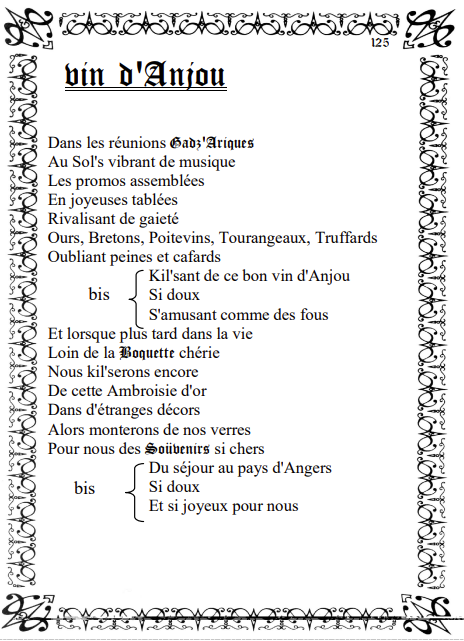 125
vin d'Anjou
Dans les réunions Gadz'Ariques
Au Sol's vibrant de musique
Les promos assemblées
En joyeuses tablées
Rivalisant de gaieté
Ours, Bretons, Poitevins, Tourangeaux, Truffards
Oubliant peines et cafards
Kil'sant de ce bon vin d'Anjou
bis Si doux
S'amusant comme des fous
Et lorsque plus tard dans la vie
Loin de la Boquette chérie
Nous kil'serons encore
De cette Ambroisie d'or
Dans d'étranges décors
Alors monterons de nos verres
Pour nous des Souvenirs si chers
Du séjour au pays d'Angers
bis Si doux
Et si joyeux pour nous